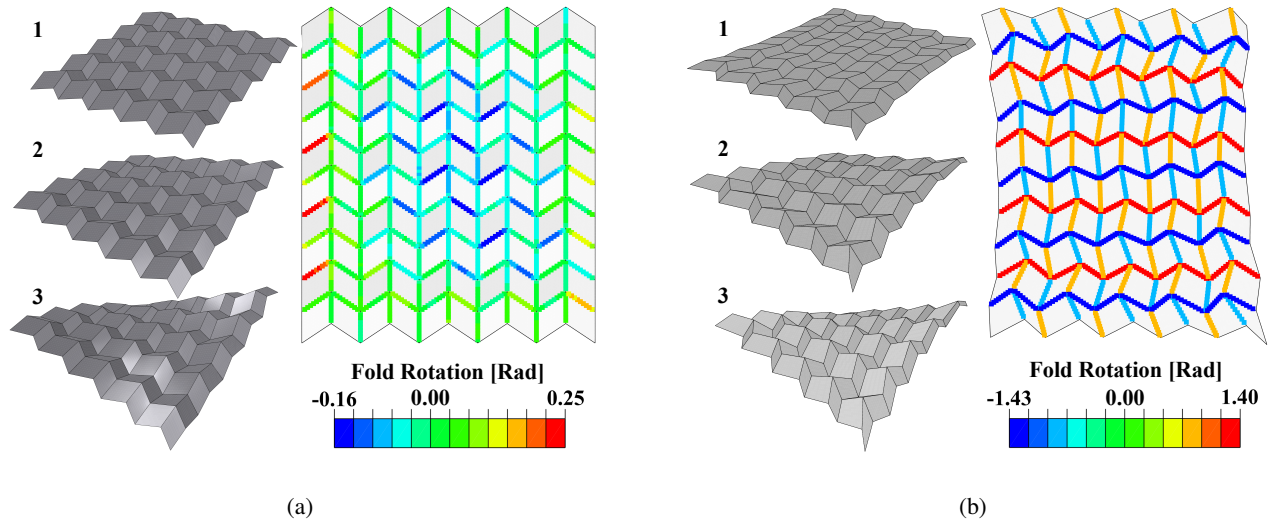 1
2
3
Fold Rotation [Rad]
-0.16 0.00 0.25
(a)
1
2
3
Fold Rotation [Rad]
-1.43 0.00 1.40
(b)